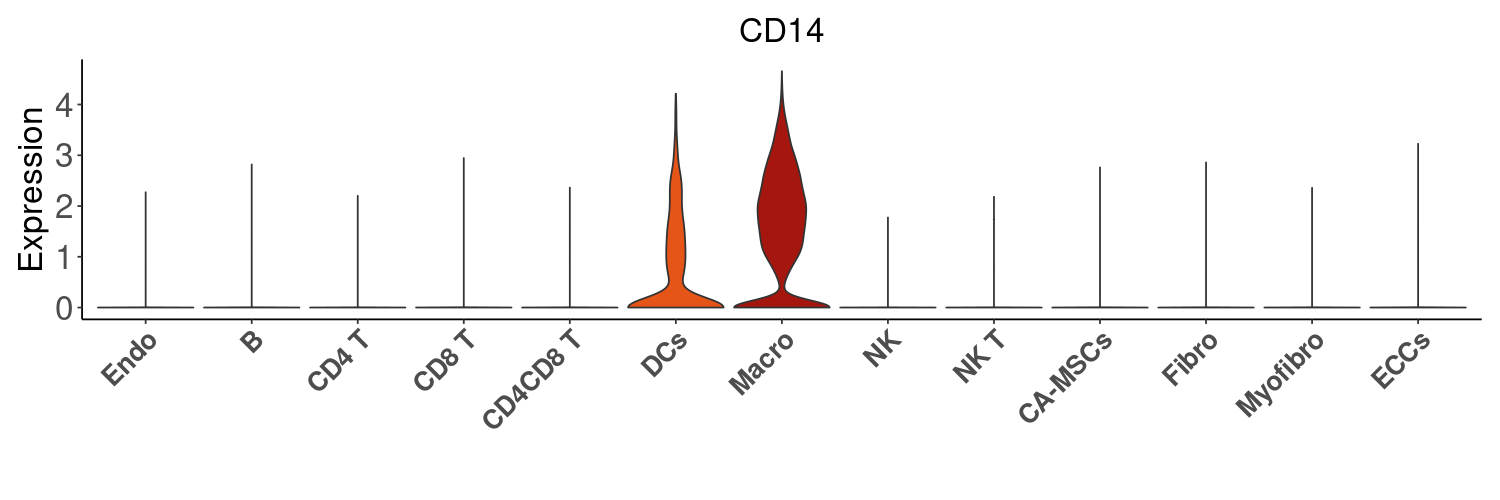 CD14
Expression
4
3
2
1
0
Endo
B
CD4 T
CD8 T
CD4CD8 T
DCs
Macro
NK
NK T
CA-MSCs
Fibro
Myofibro
ECCs